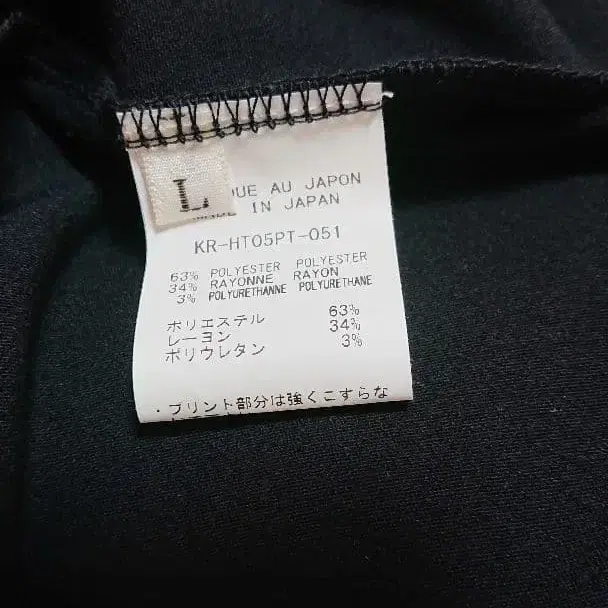 L
AU JAPON
IN JAPAN
KR-HT05PT-051
63% POLYESTER POLYESTER
34% RAYONNE RAYON
3% POLYURETHANNE POLYURETHANE
ポリエステル 63%
レーヨン 34%
ポリウレタン 3%
・プリント部分は強くこすらな